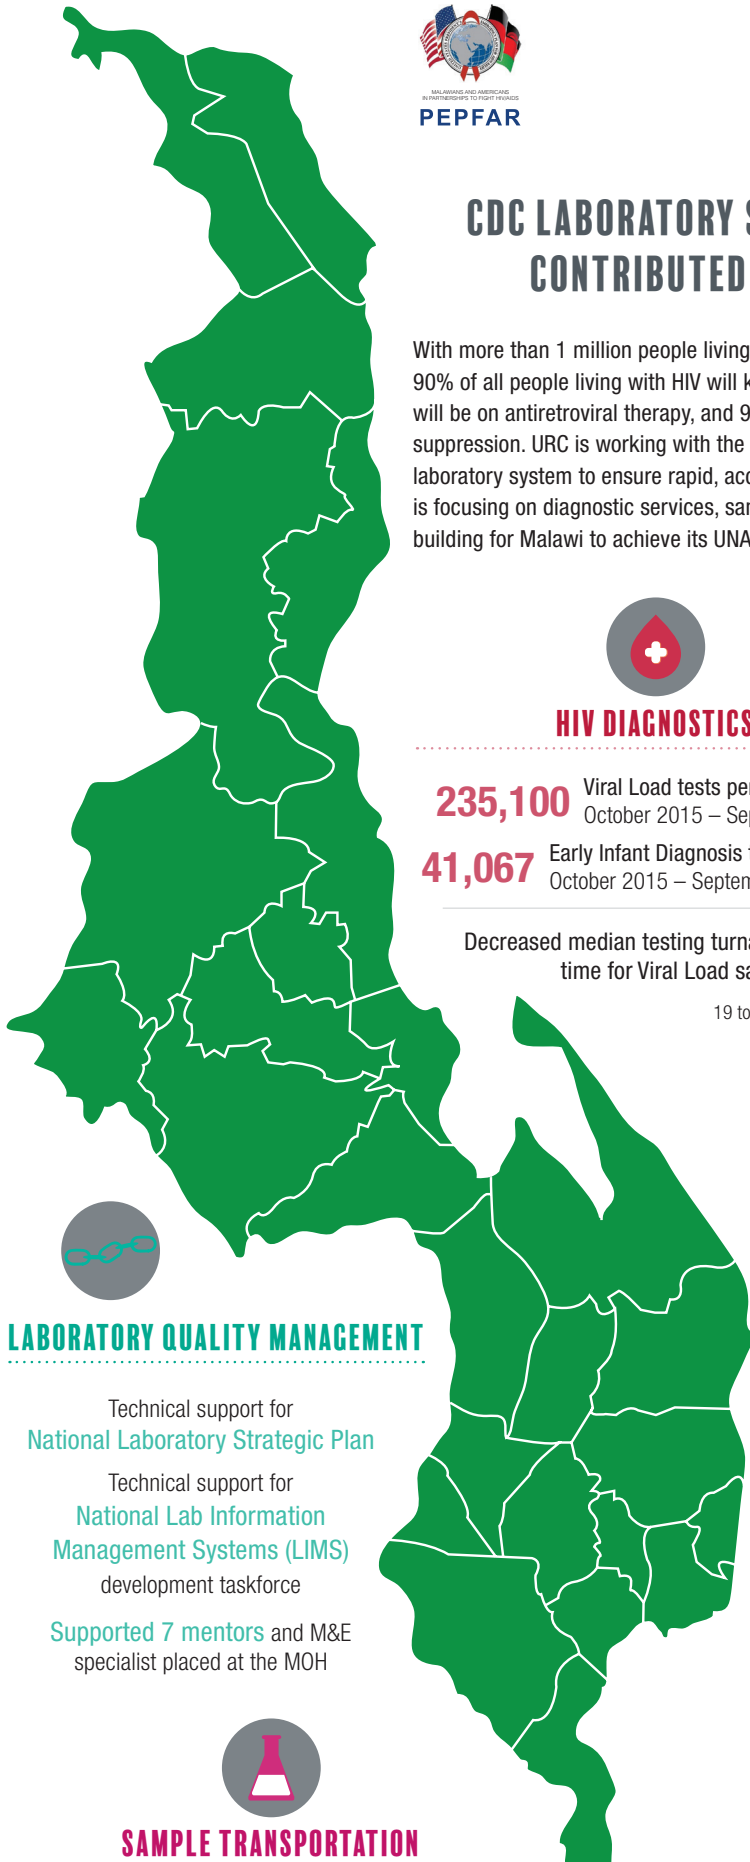 MALAWIANS AND AMERICANS
IN PARTNERSHIPS TO FIGHT HIV/AIDS
PEPFAR
CDC LABORATORY
CONTRIBUTED
With more than 1 million people living
90% of all people living with HIV will
will be on antiretroviral therapy, and 9
suppression. URC is working with the
laboratory system to ensure rapid,
is focusing on diagnostic services,
building for Malawi to achieve its
HIV DIAGNOSTICS
235,100 Viral Load tests
October 2015 –
41,067 Early Infant Diagnosis
October 2015 –
Decreased median testing
time for Viral Load
19 to
LABORATORY QUALITY MANAGEMENT
Technical support for
National Laboratory Strategic Plan
Technical support for
National Lab Information
Management Systems (LIMS)
development taskforce
Supported 7 mentors and M&E
specialist placed at the MOH
SAMPLE TRANSPORTATION